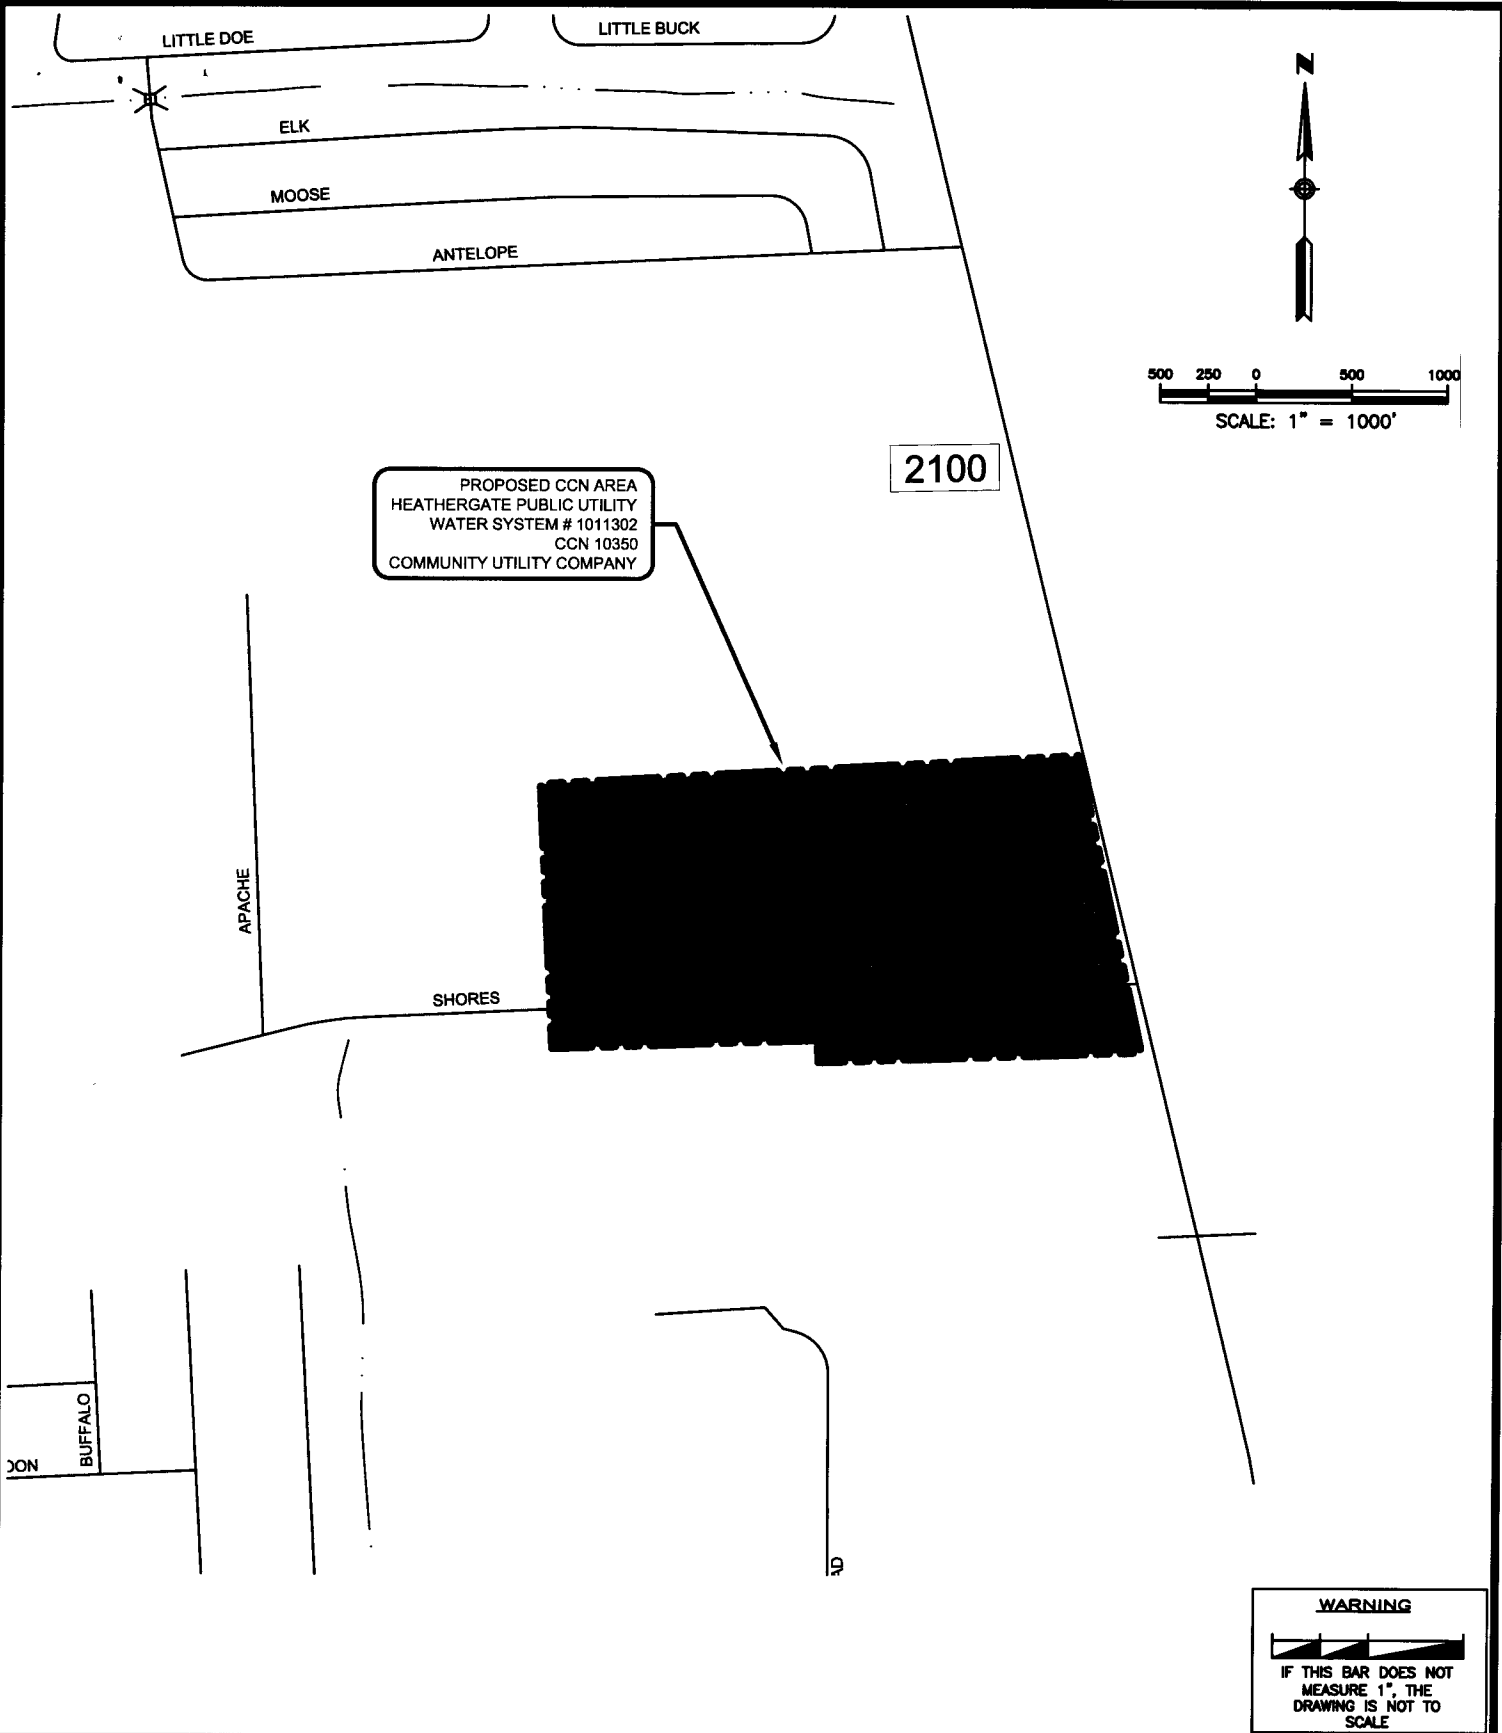 LITTLE DOE
LITTLE BUCK
N
ELK
MOOSE
ANTELOPE
500 250 0 500 1000
SCALE: 1" = 1000'
2100
PROPOSED CCN AREA
HEATHERGATE PUBLIC UTILITY
WATER SYSTEM # 1011302
CCN 10350
COMMUNITY UTILITY COMPANY
APACHE
SHORES
BUFFALO
OON
AD
WARNING
IF THIS BAR DOES NOT
MEASURE 1", THE
DRAWING IS NOT TO
SCALE